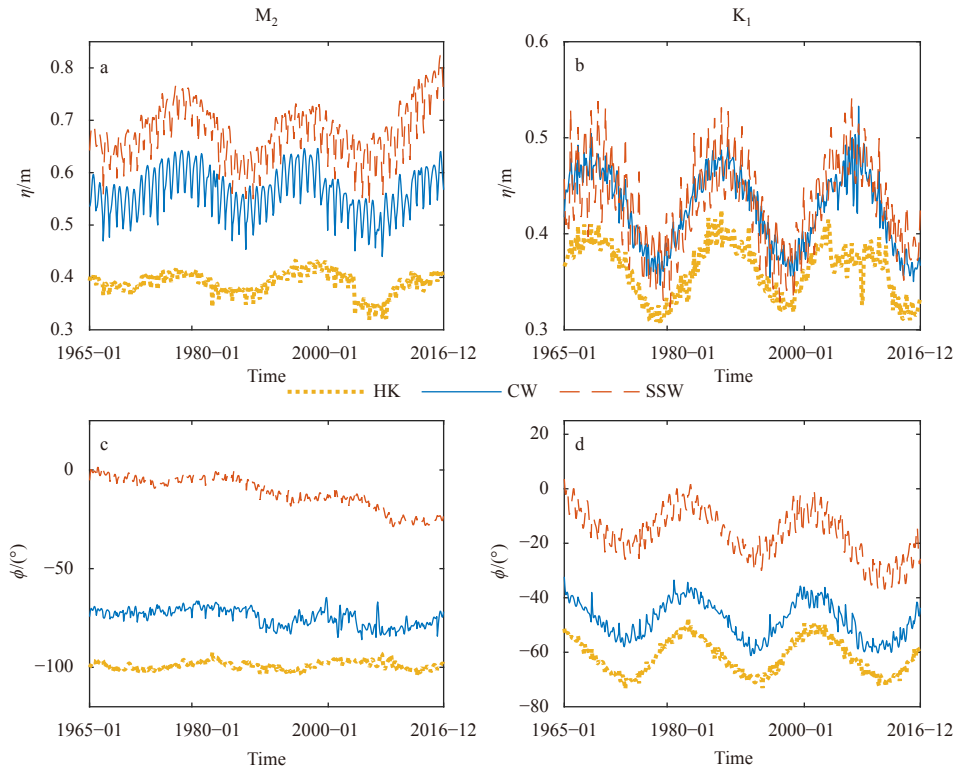 M₂
K₁
a
η/m
0.8
0.7
0.6
0.5
0.4
0.3
1965−01
1980−01
2000−01
2016−12
Time
b
η/m
0.6
0.5
0.4
0.3
1965−01
1980−01
2000−01
2016−12
Time
HK CW SSW
c
ϕ/(°)
0
−50
−100
1965−01
1980−01
2000−01
2016−12
Time
d
ϕ/(°)
20
0
−20
−40
−60
−80
1965−01
1980−01
2000−01
2016−12
Time